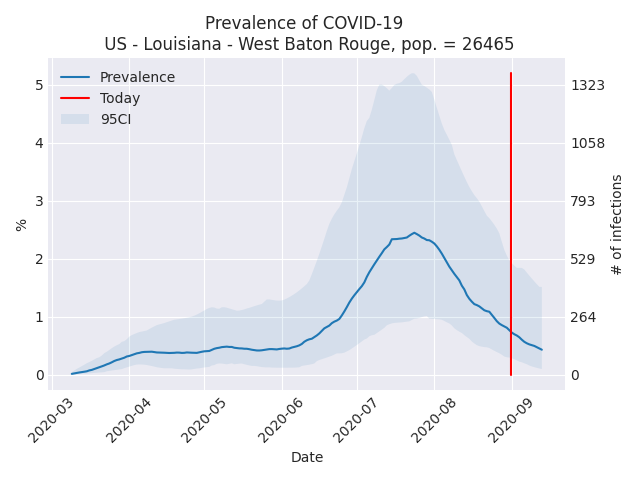 Prevalence of COVID-19
US - Louisiana - West Baton Rouge, pop. = 26465
Prevalence
Today
95CI
%
5
4
3
2
1
0
1323
1058
793
529
264
0
# of infections
2020-03
2020-04
2020-05
2020-06
2020-07
2020-08
2020-09
Date